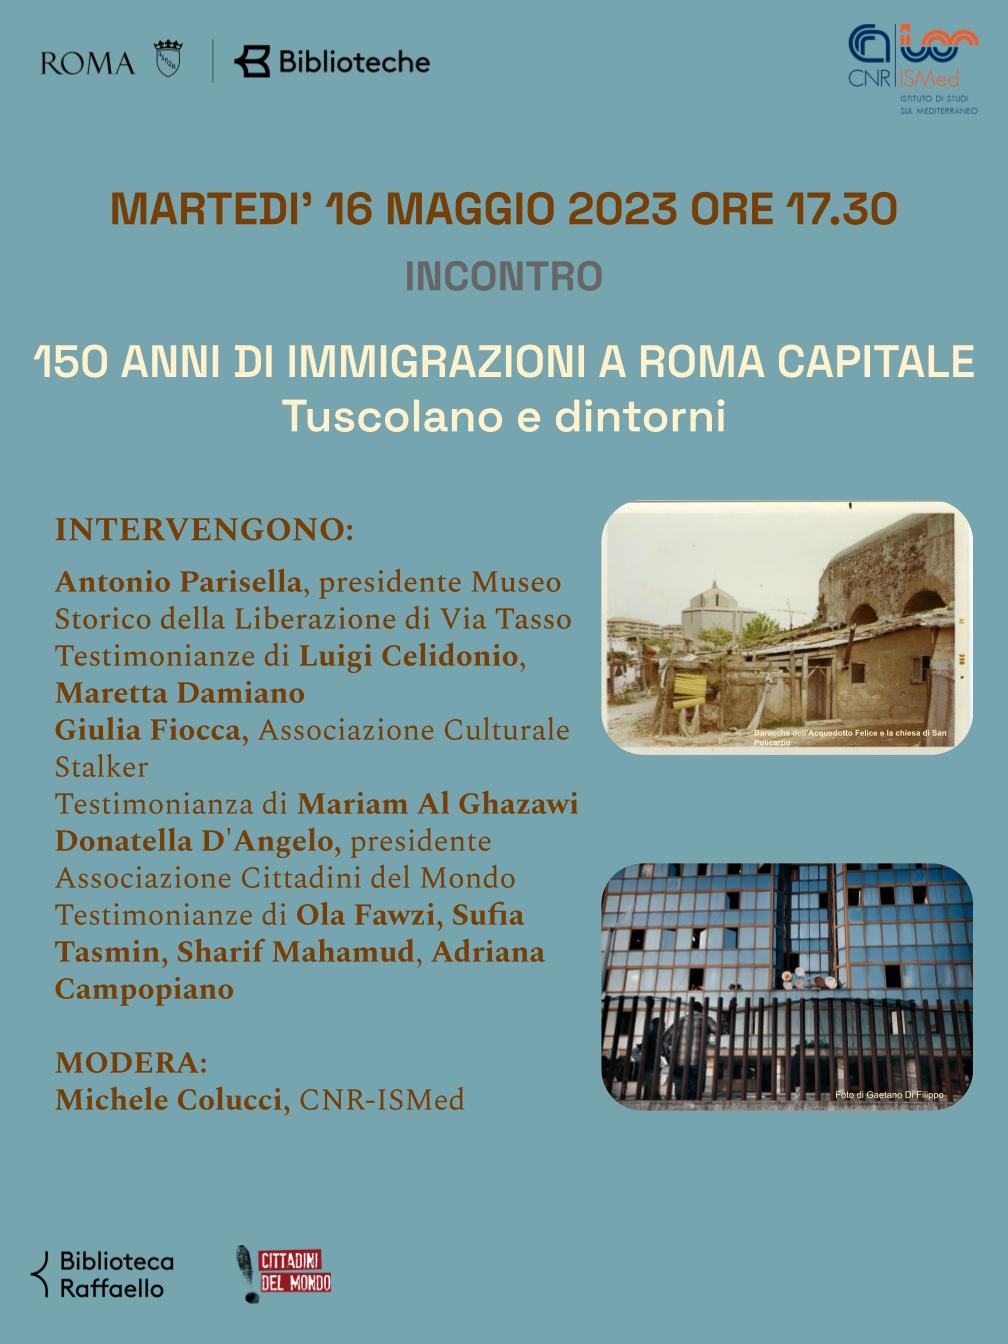 ROMA
Biblioteche
CNR ISMed
ISTITUTO DI STUDI
SUL MEDITERRANEO
MARTEDI' 16 MAGGIO 2023 ORE 17.30
INCONTRO
150 ANNI DI IMMIGRAZIONI A ROMA CAPITALE
Tuscolano e dintorni
INTERVENGONO:
Antonio Parisella, presidente Museo
Storico della Liberazione di Via Tasso
Testimonianze di Luigi Celidonio,
Maretta Damiano
Giulia Fiocca, Associazione Culturale
Stalker
Testimonianza di Mariam Al Ghazawi
Donatella D'Angelo, presidente
Associazione Cittadini del Mondo
Testimonianze di Ola Fawzi, Sufia
Tasmin, Sharif Mahamud, Adriana
Campopiano
MODERA:
Michele Colucci, CNR-ISMed
Baracche dell'Acquedotto Felice e la chiesa di San
Policarpo
Foto di Gaetano Di Filippo
Biblioteca
Raffaello
CITTADINI
DEL MONDO